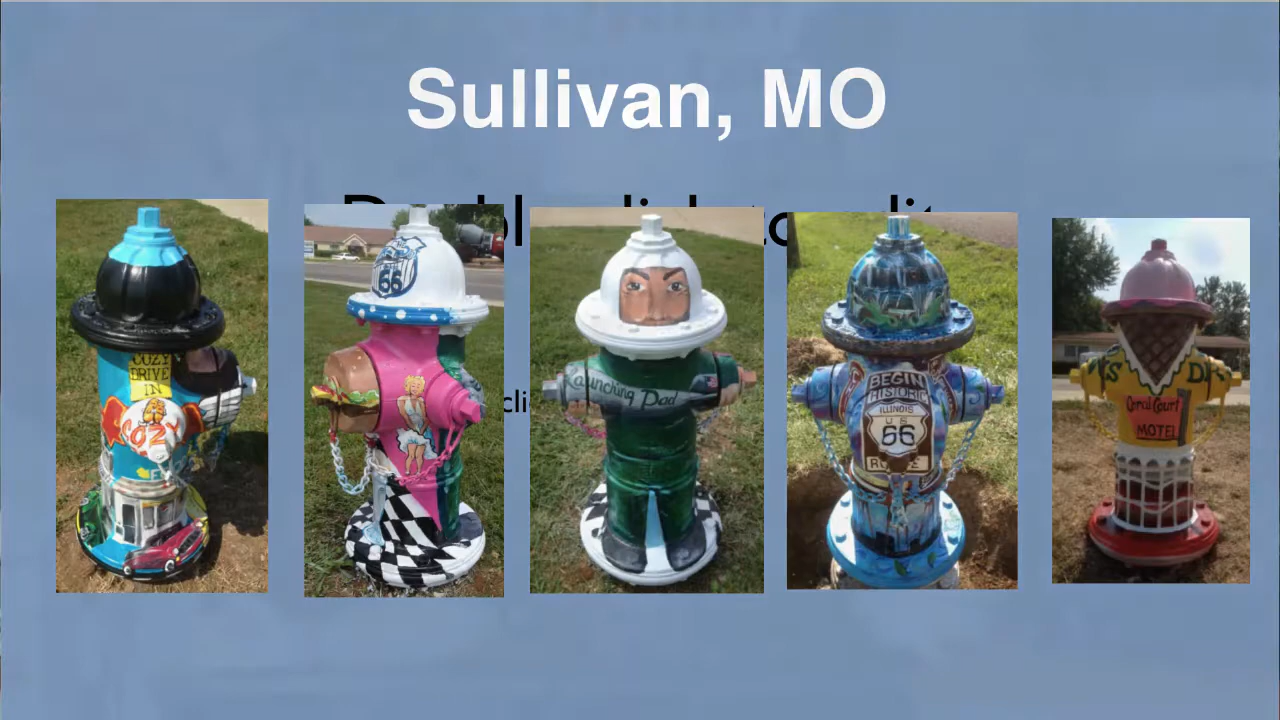 Sullivan, MO
COZY
DRIVE
IN
COZY
66
Launching Pad
BEGIN
HISTORIC
ILLINOIS
U S
66
ROUTE
Coral Court
MOTEL